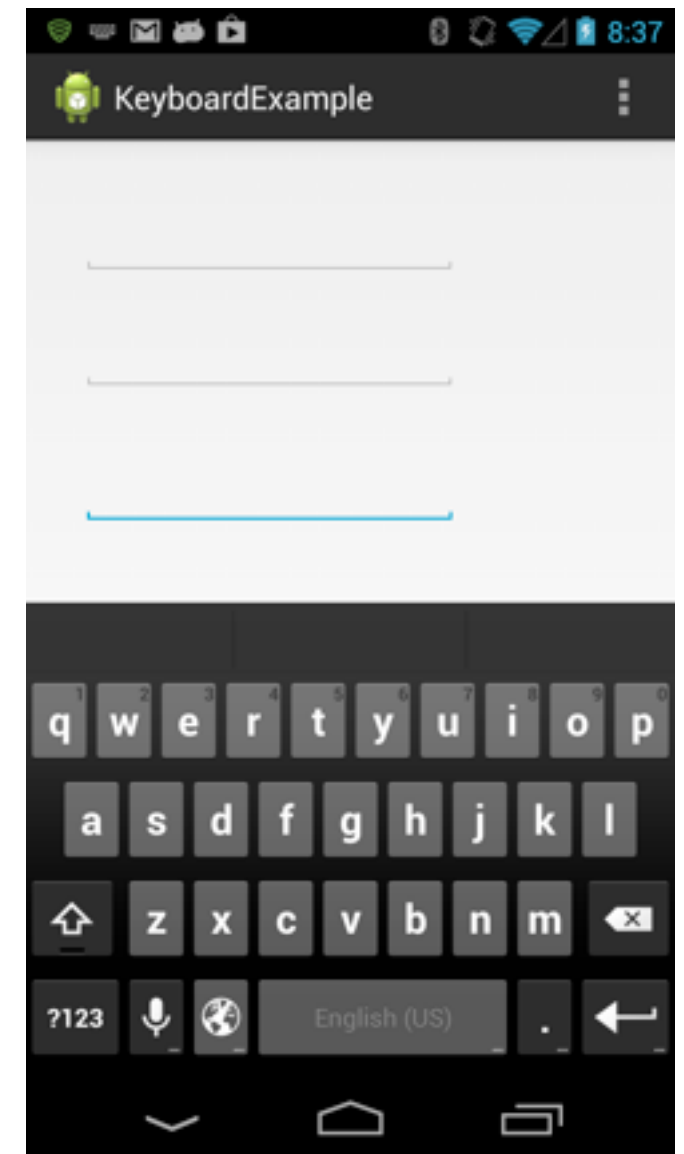 8:37
KeyboardExample
1 2 3 4 5 6 7 8 9 0
q w e r t y u i o p
a s d f g h j k l
z x c v b n m
?123 English (US) .